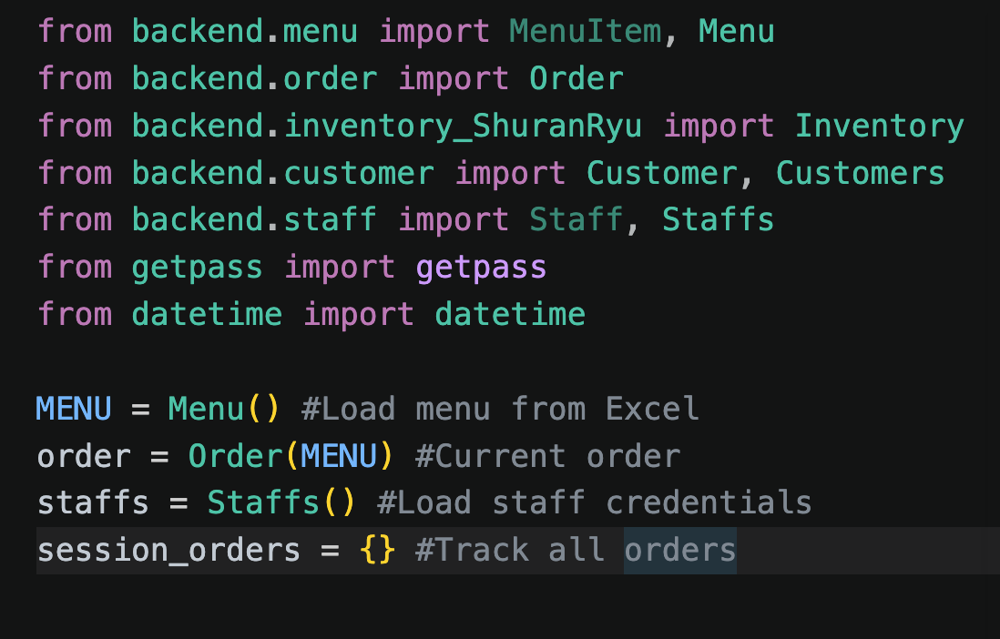 from backend.menu import MenuItem, Menu
from backend.order import Order
from backend.inventory_ShuranRyu import Inventory
from backend.customer import Customer, Customers
from backend.staff import Staff, Staffs
from getpass import getpass
from datetime import datetime
MENU = Menu() #Load menu from Excel
order = Order(MENU) #Current order
staffs = Staffs() #Load staff credentials
session_orders = {} #Track all orders